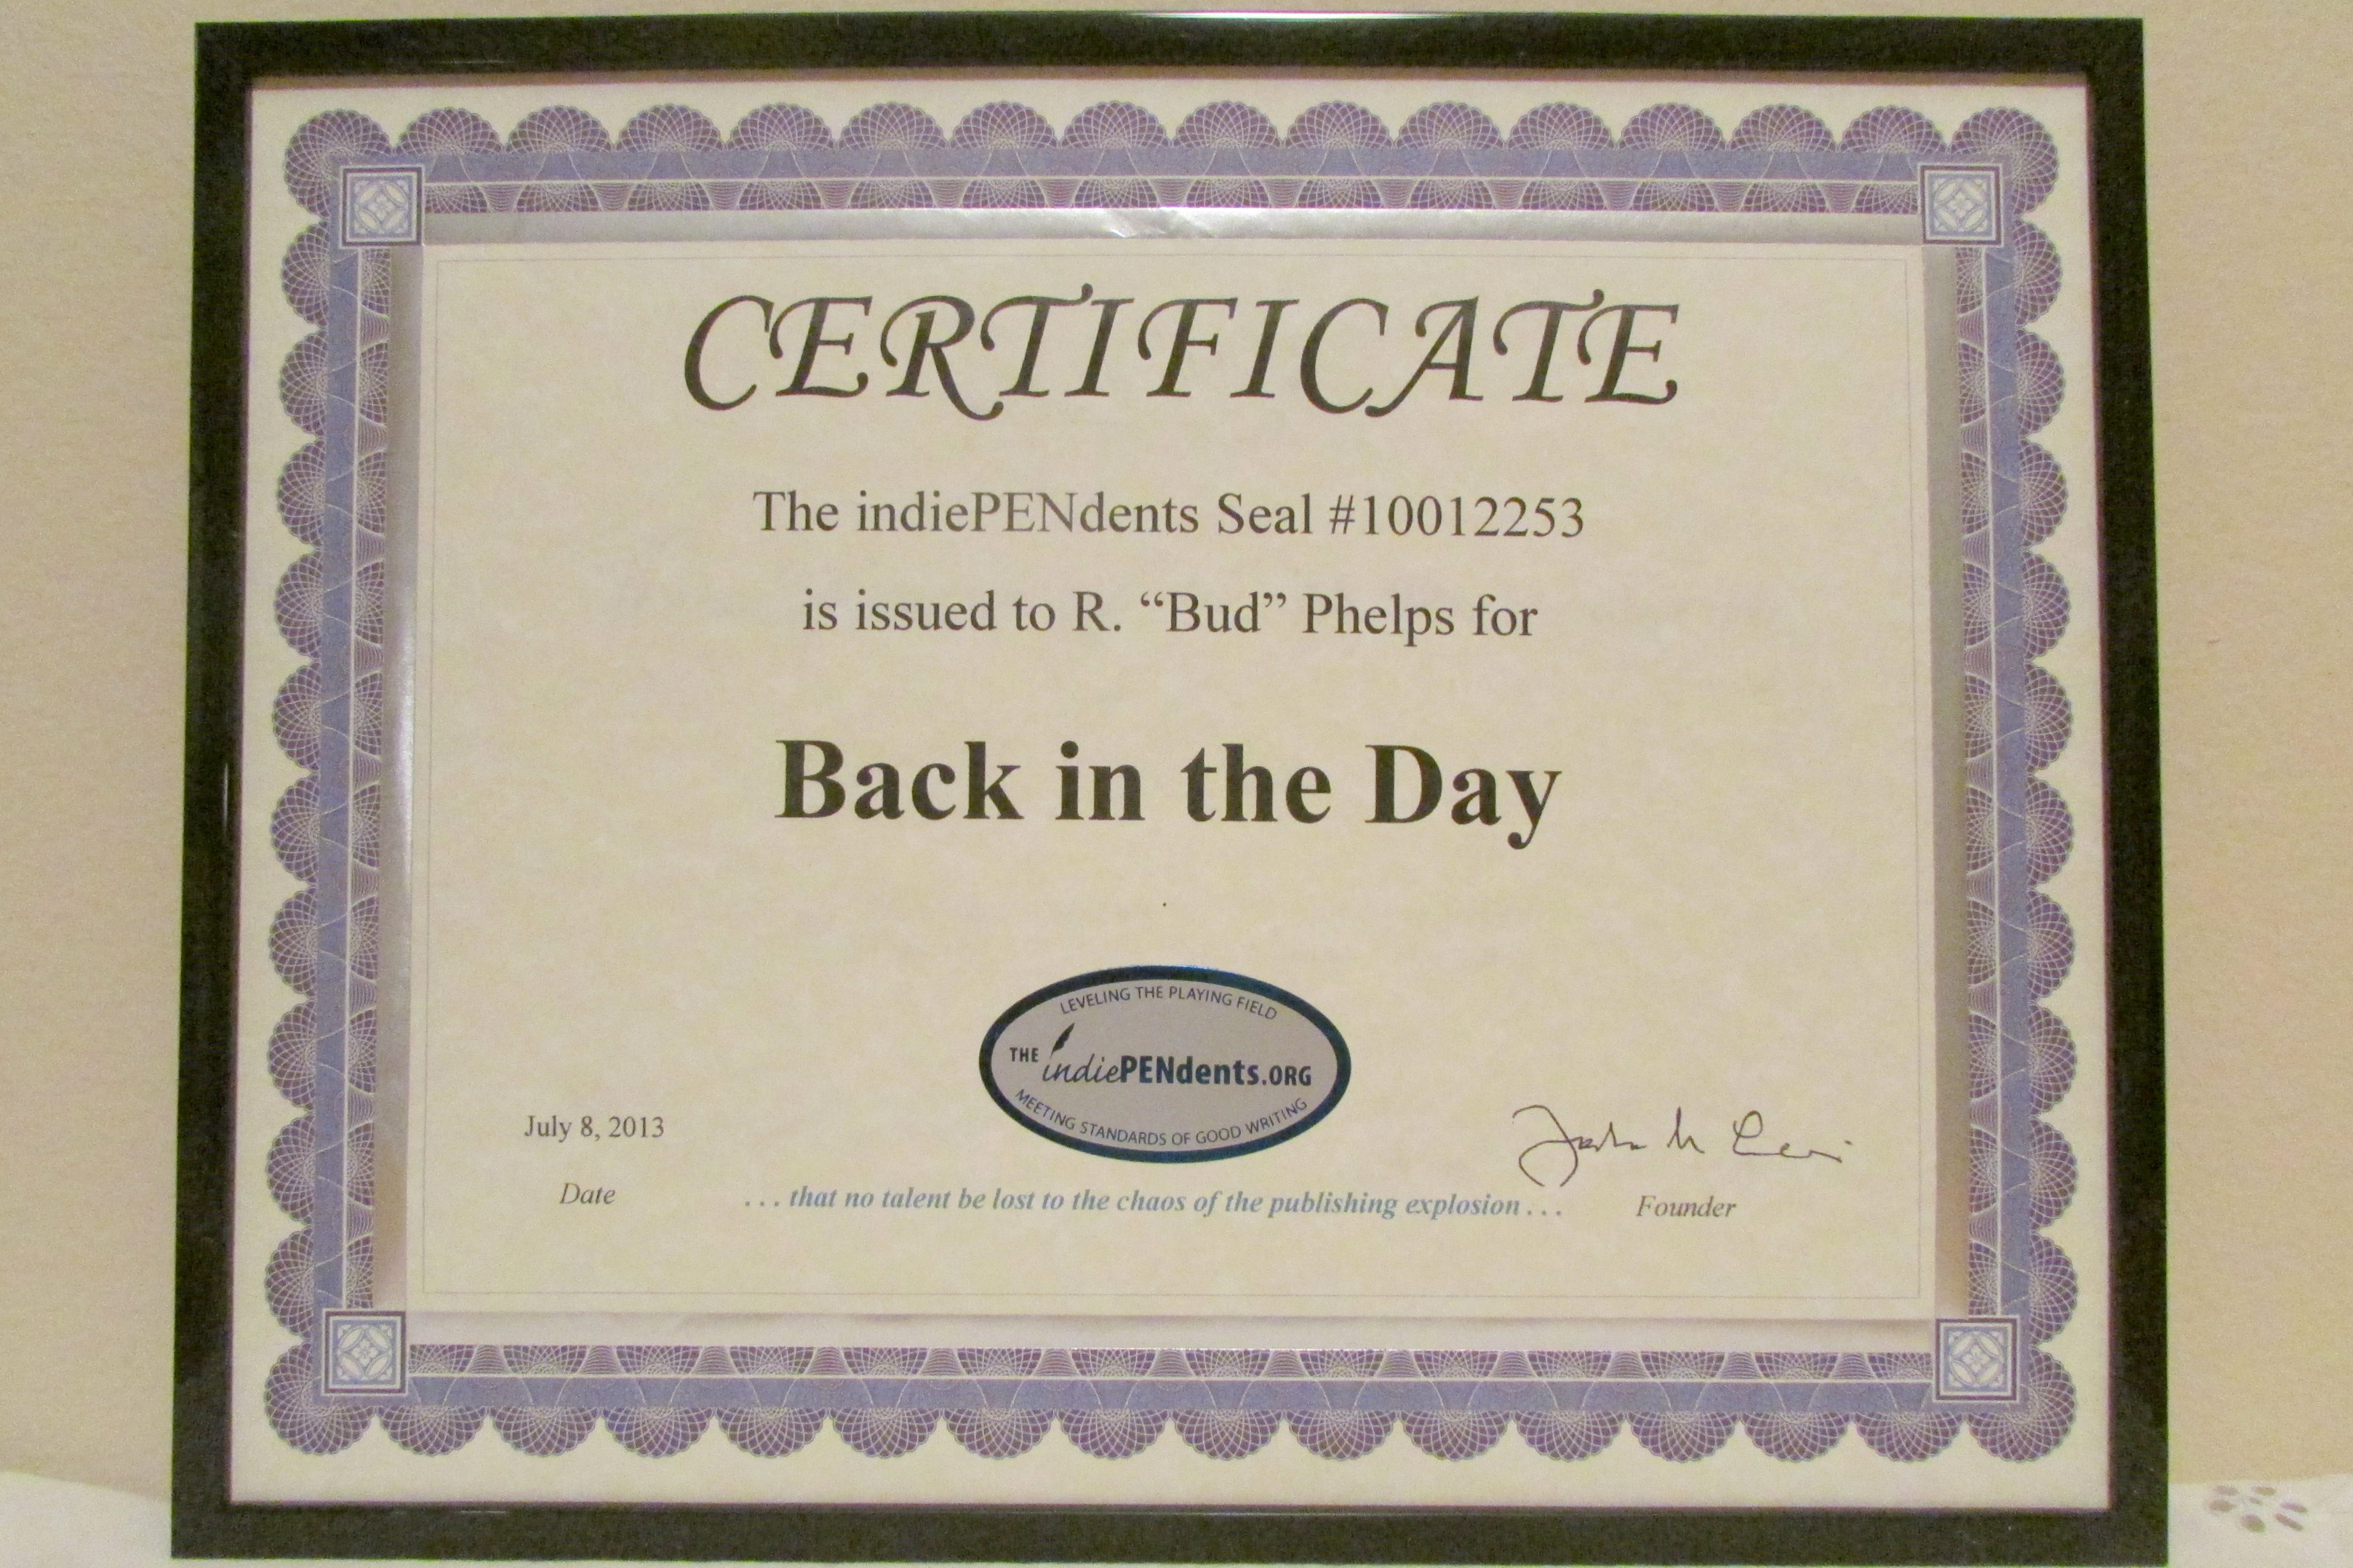 CERTIFICATE
The indiePENdents Seal #10012253
is issued to R. “Bud” Phelps for
Back in the Day
LEVELING THE PLAYING FIELD
THE indiePENdents.ORG
MEETING STANDARDS OF GOOD WRITING
July 8, 2013
Date
. . . that no talent be lost to the chaos of the publishing explosion . . .
Founder